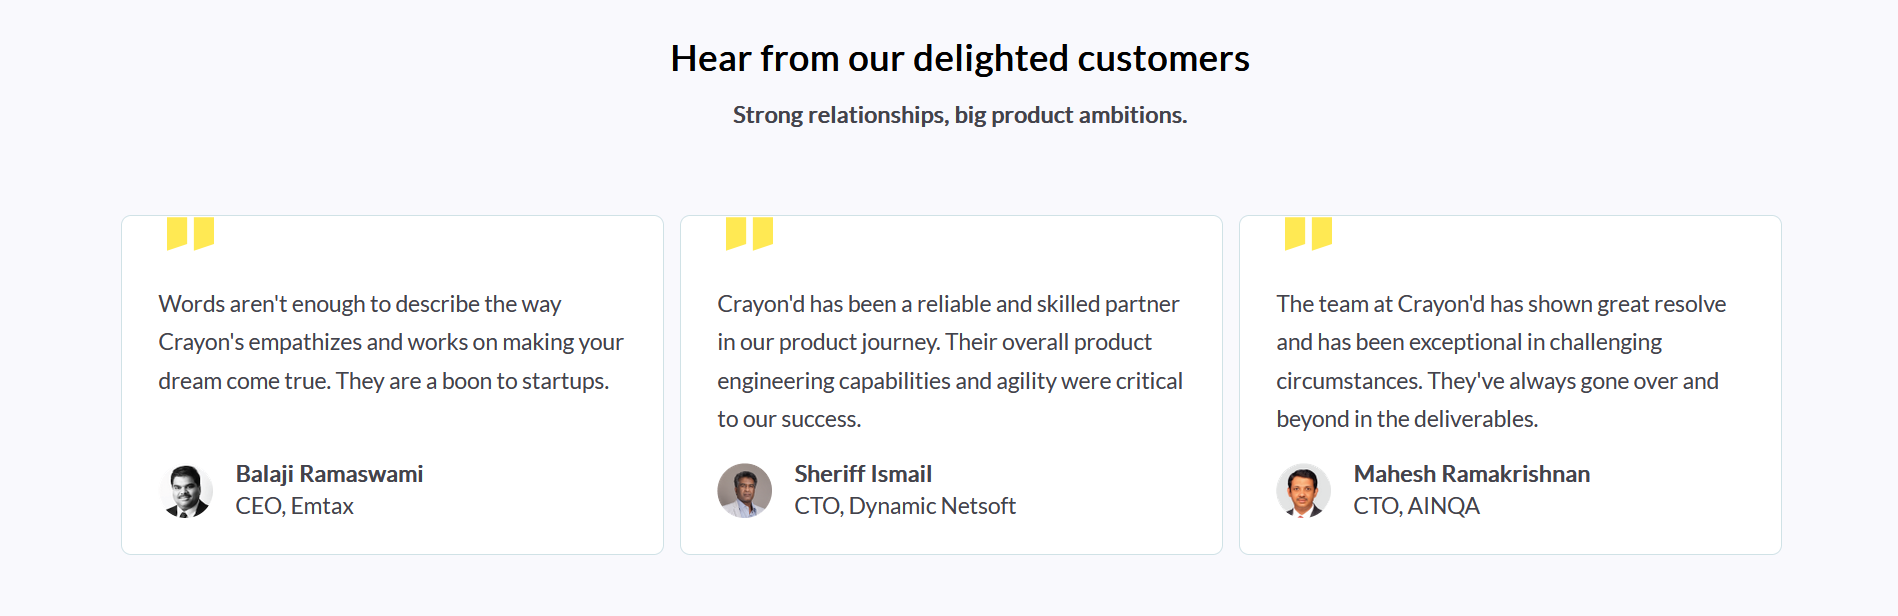 Hear from our delighted customers
Strong relationships, big product ambitions.
Words aren't enough to describe the way
Crayon's empathizes and works on making your
dream come true. They are a boon to startups.
Balaji Ramaswami
CEO, Emtax
Crayon'd has been a reliable and skilled partner
in our product journey. Their overall product
engineering capabilities and agility were critical
to our success.
Sheriff Ismail
CTO, Dynamic Netsoft
The team at Crayon'd has shown great resolve
and has been exceptional in challenging
circumstances. They've always gone over and
beyond in the deliverables.
Mahesh Ramakrishnan
CTO, AINQA